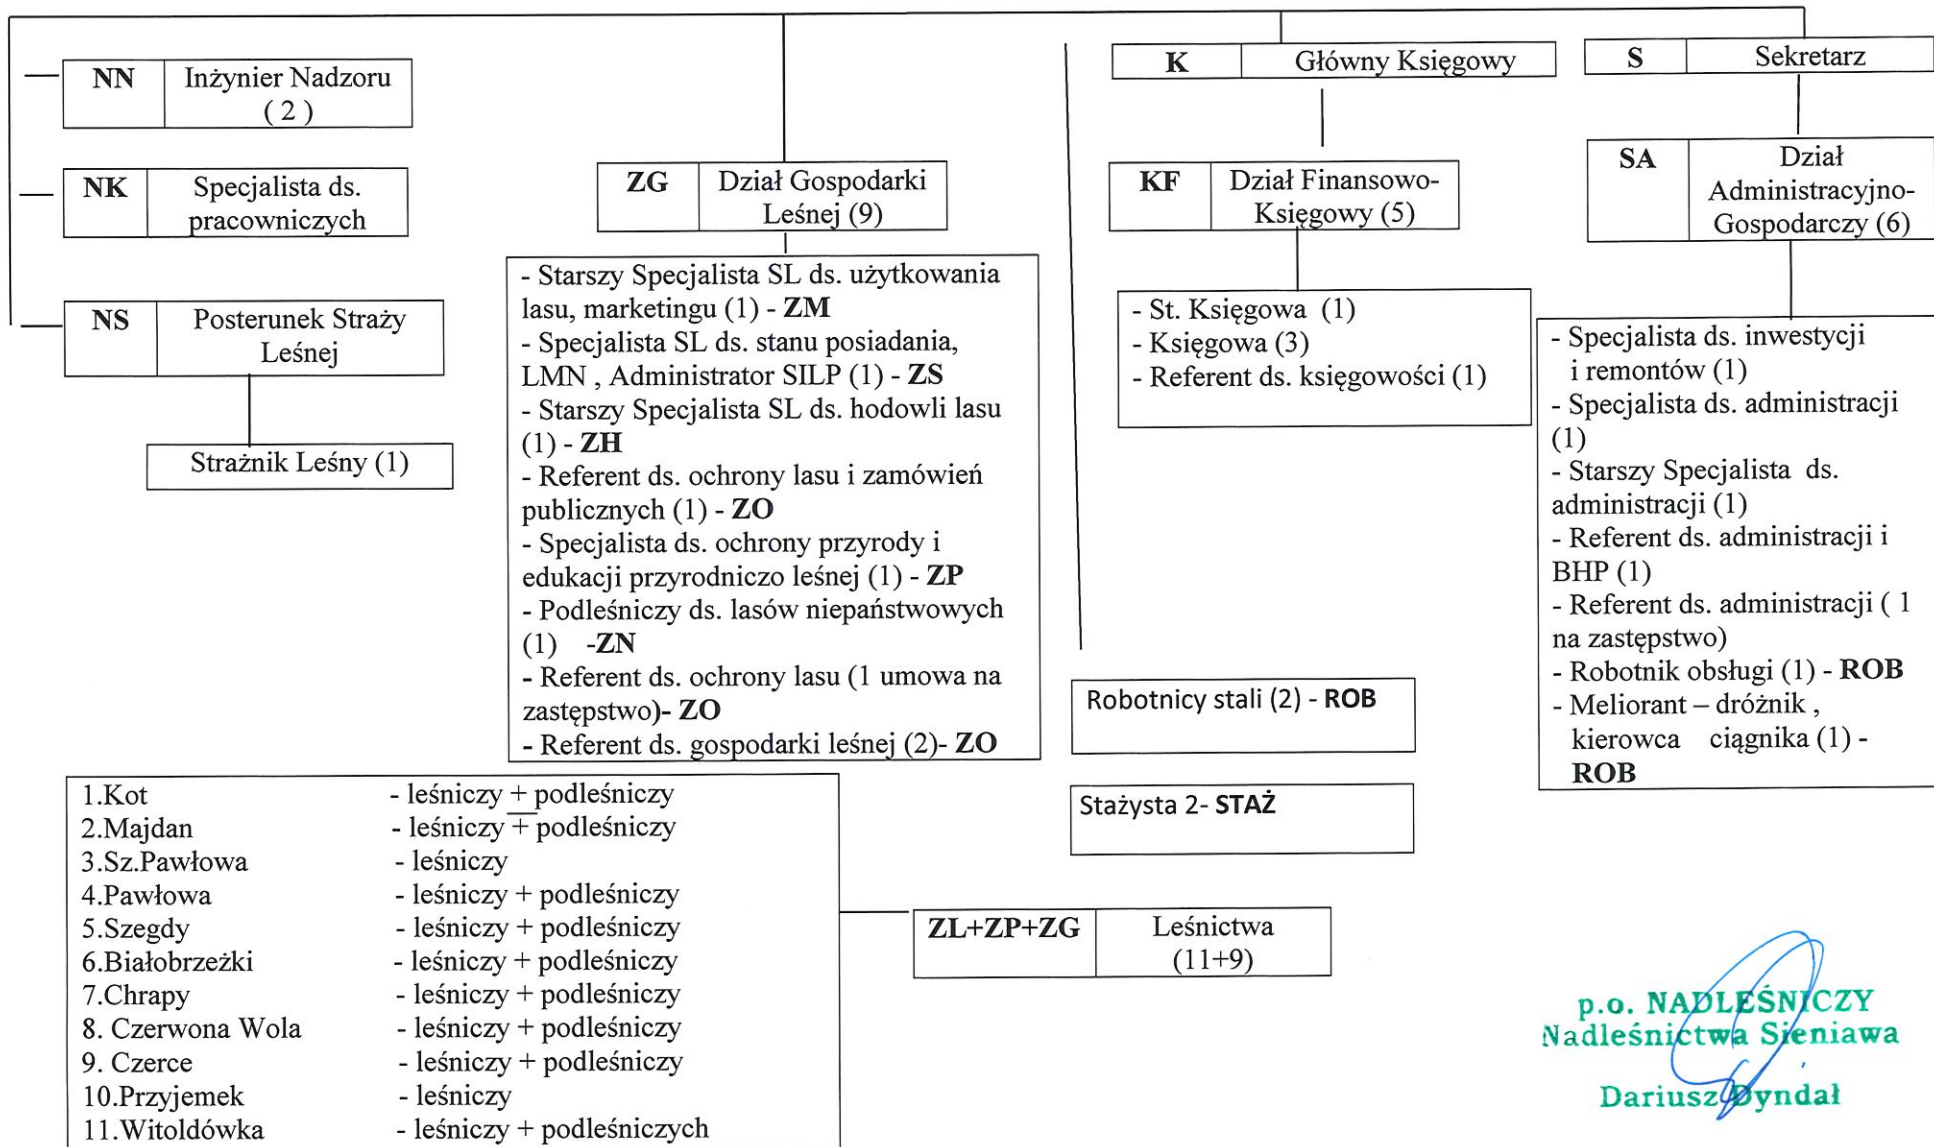 NN Inżynier Nadzoru
( 2 )
NK Specjalista ds.
pracowniczych
NS Posterunek Straży
Leśnej
Strażnik Leśny (1)
ZG Dział Gospodarki
Leśnej (9)
- Starszy Specjalista SL ds. użytkowania
lasu, marketingu (1) - ZM
- Specjalista SL ds. stanu posiadania,
LMN , Administrator SILP (1) - ZS
- Starszy Specjalista SL ds. hodowli lasu
(1) - ZH
- Referent ds. ochrony lasu i zamówień
publicznych (1) - ZO
- Specjalista ds. ochrony przyrody i
edukacji przyrodniczo leśnej (1) - ZP
- Podleśniczy ds. lasów niepaństwowych
(1) -ZN
- Referent ds. ochrony lasu (1 umowa na
zastępstwo)- ZO
- Referent ds. gospodarki leśnej (2)- ZO
K Główny Księgowy
KF Dział Finansowo-
Księgowy (5)
- St. Księgowa (1)
- Księgowa (3)
- Referent ds. księgowości (1)
S Sekretarz
SA Dział
Administracyjno-
Gospodarczy (6)
- Specjalista ds. inwestycji
i remontów (1)
- Specjalista ds. administracji
(1)
- Starszy Specjalista ds.
administracji (1)
- Referent ds. administracji i
BHP (1)
- Referent ds. administracji ( 1
na zastępstwo)
- Robotnik obsługi (1) - ROB
- Meliorant – dróżnik ,
kierowca ciągnika (1) -
ROB
Robotnicy stali (2) - ROB
Stażysta 2- STAŻ
1.Kot - leśniczy + podleśniczy
2.Majdan - leśniczy + podleśniczy
3.Sz.Pawłowa - leśniczy
4.Pawłowa - leśniczy + podleśniczy
5.Szegdy - leśniczy + podleśniczy
6.Białobrzeżki - leśniczy + podleśniczy
7.Chrapy - leśniczy + podleśniczy
8. Czerwona Wola - leśniczy + podleśniczy
9. Czerce - leśniczy + podleśniczy
10.Przyjemek - leśniczy
11.Witoldówka - leśniczy + podleśniczych
ZL+ZP+ZG Leśnictwa
(11+9)
p.o. NADLEŚNICZY
Nadleśnictwa Sieniawa
Dariusz Dyndał